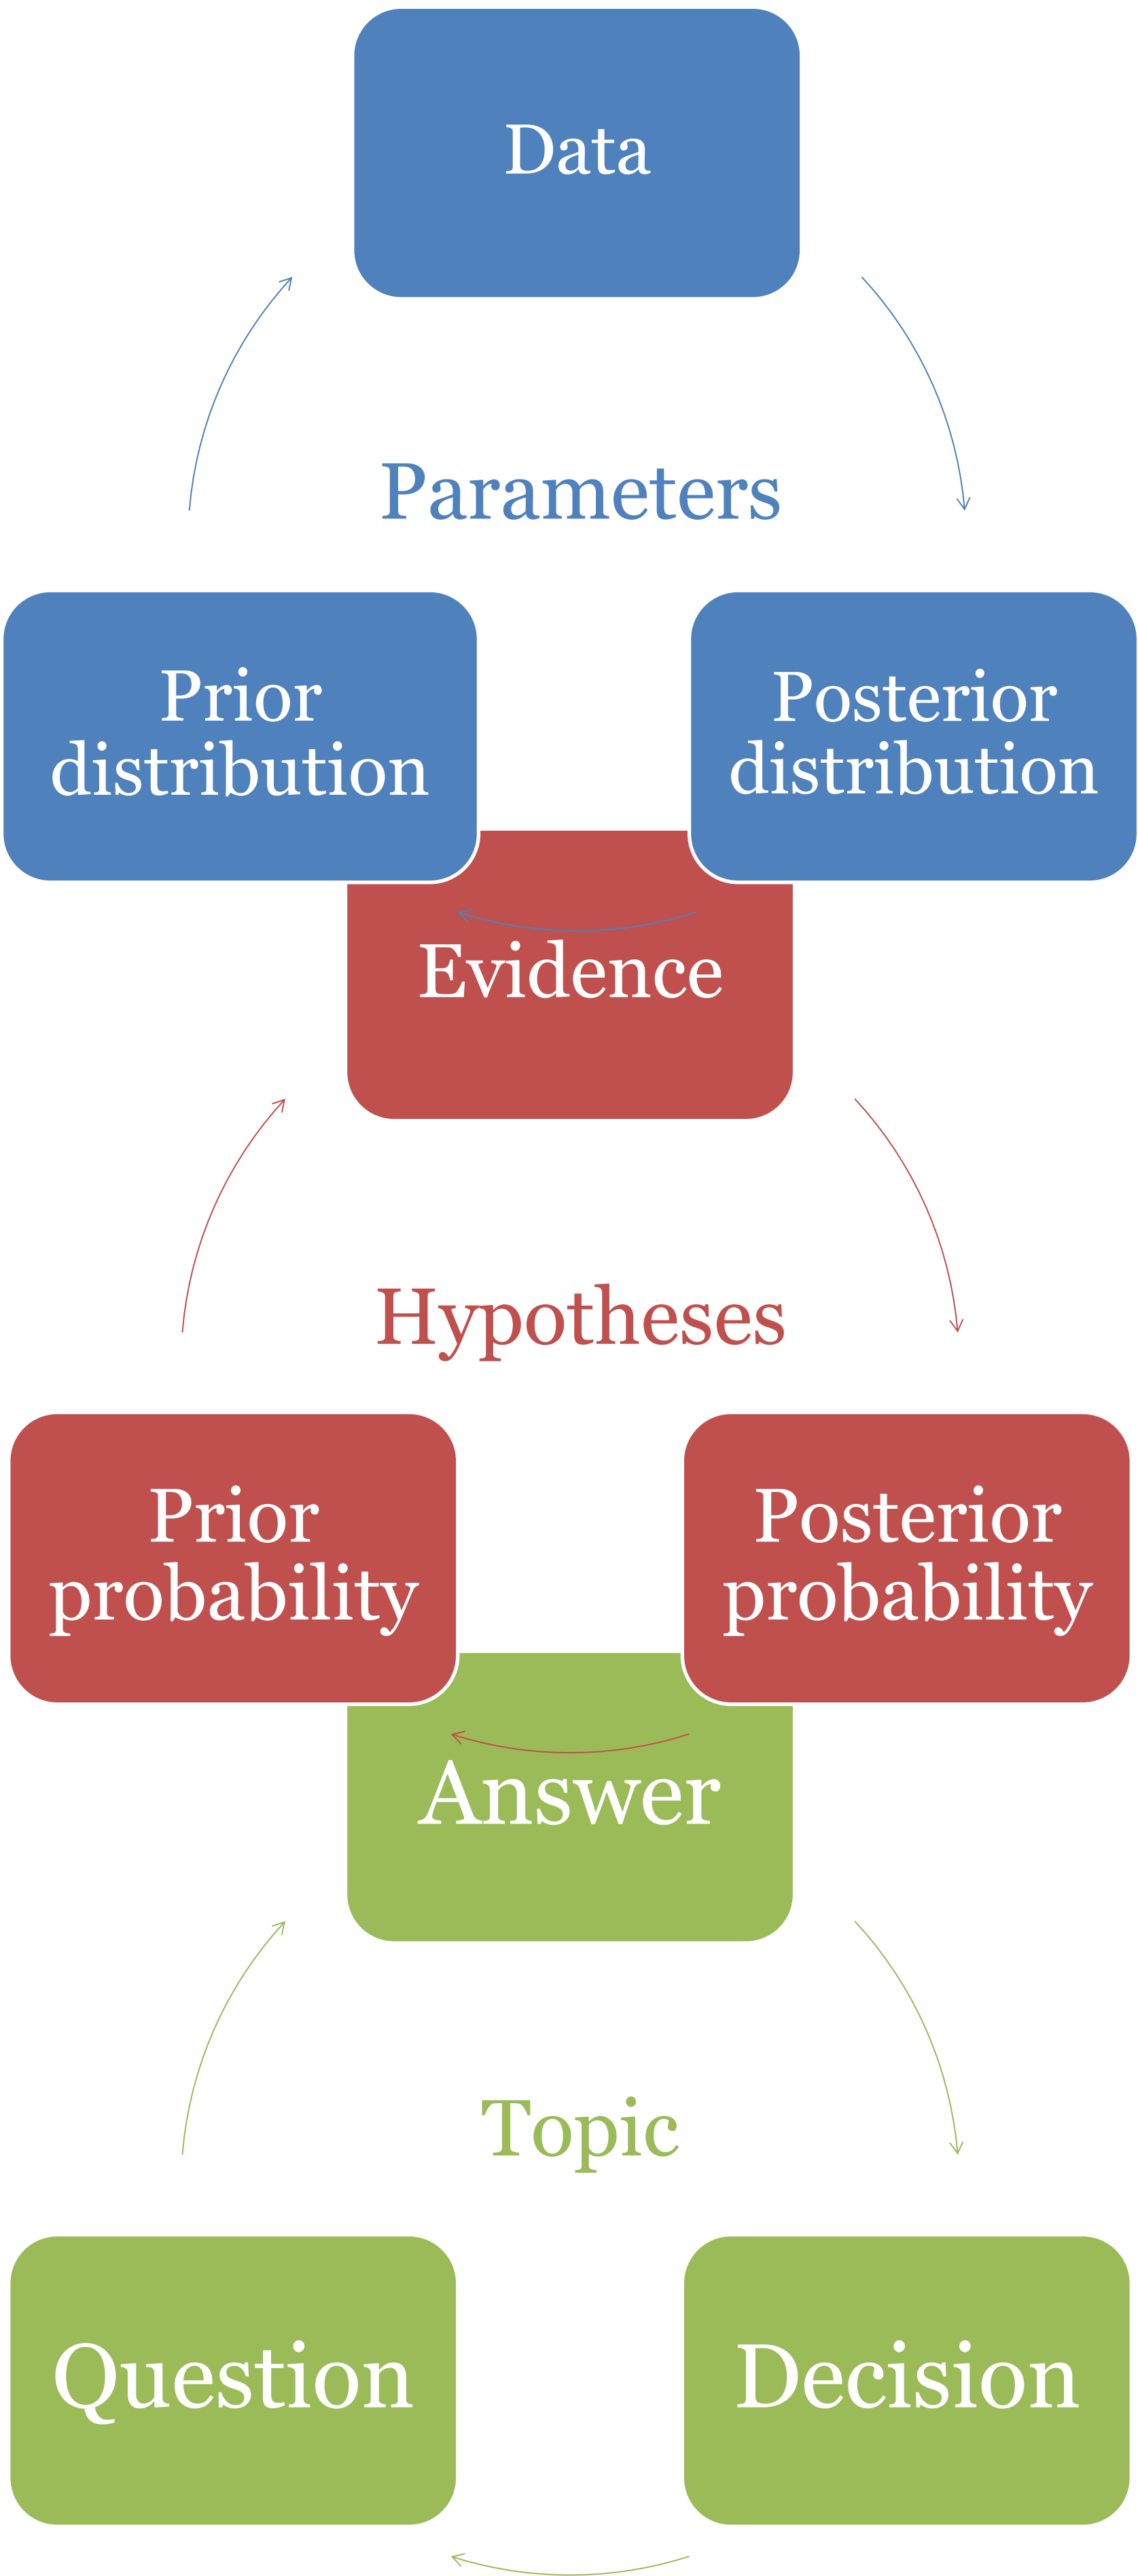 Data
Parameters
Prior
distribution
Posterior
distribution
Evidence
Hypotheses
Prior
probability
Posterior
probability
Answer
Topic
Question
Decision